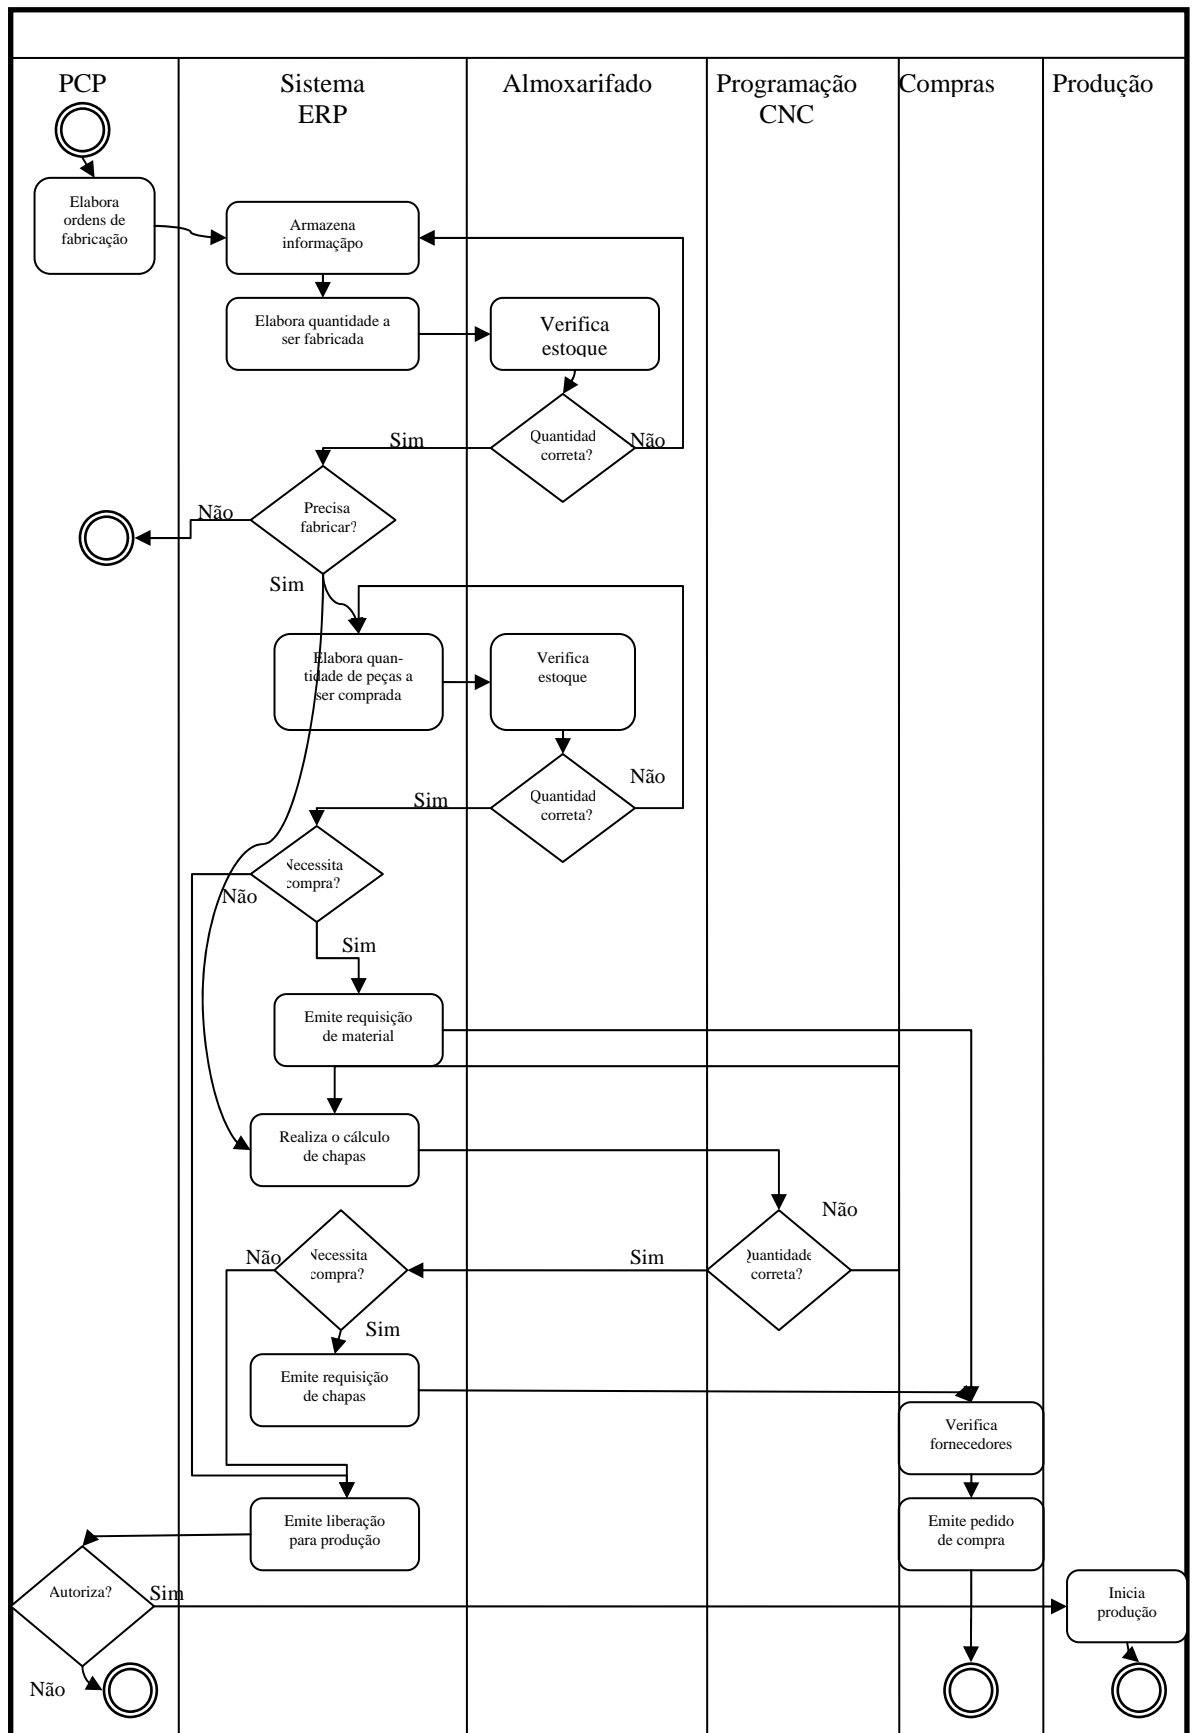 PCP
Sistema
ERP
Almoxarifado
Programação
CNC
Compras
Produção
Elabora
ordens de
fabricação
Armazena
informaçãpo
Elabora quantidade a
ser fabricada
Verifica
estoque
Quantidad
correta?
Sim
Não
Precisa
fabricar?
Não
Sim
Elabora quan-
tidade de peças a
ser comprada
Verifica
estoque
Quantidad
correta?
Não
Sim
Necessita
compra?
Não
Sim
Emite requisição
de material
Realiza o cálculo
de chapas
Não
Quantidade
correta?
Sim
Necessita
compra?
Não
Sim
Emite requisição
de chapas
Verifica
fornecedores
Emite liberação
para produção
Emite pedido
de compra
Autoriza?
Sim
Inicia
produção
Não